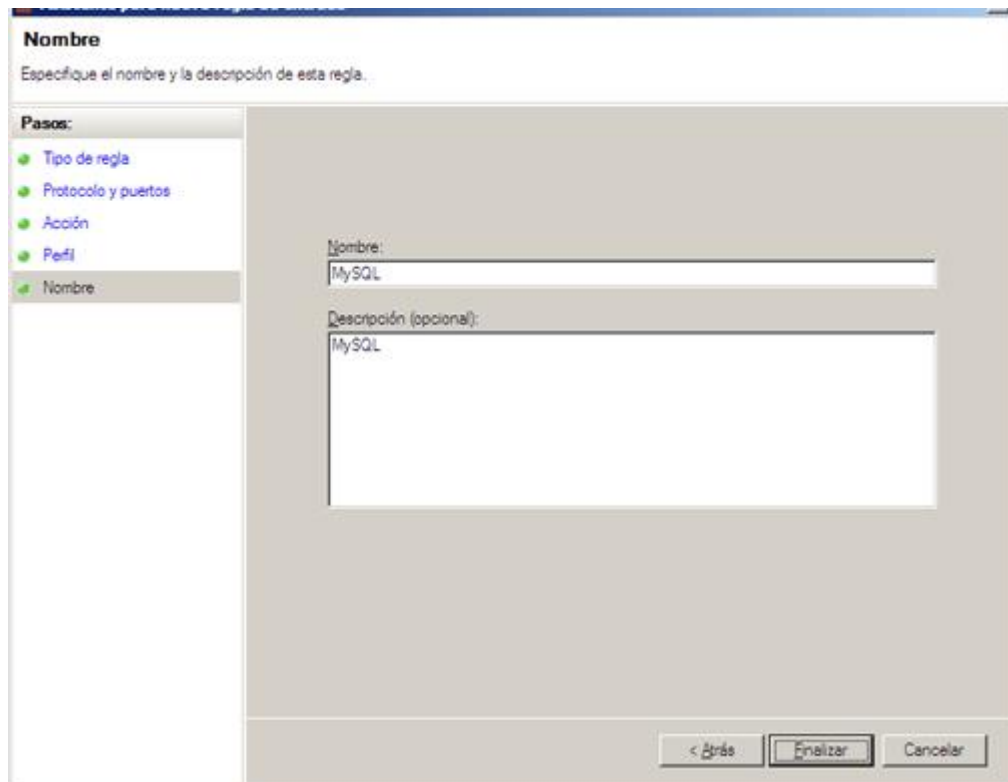 Nombre
Especifique el nombre y la descripción de esta regla.
Pasos:
Tipo de regla
Protocolo y puertos
Acción
Perfil
Nombre
Nombre:
MySQL
Descripción (opcional):
MySQL
< Atrás
Finalizar
Cancelar